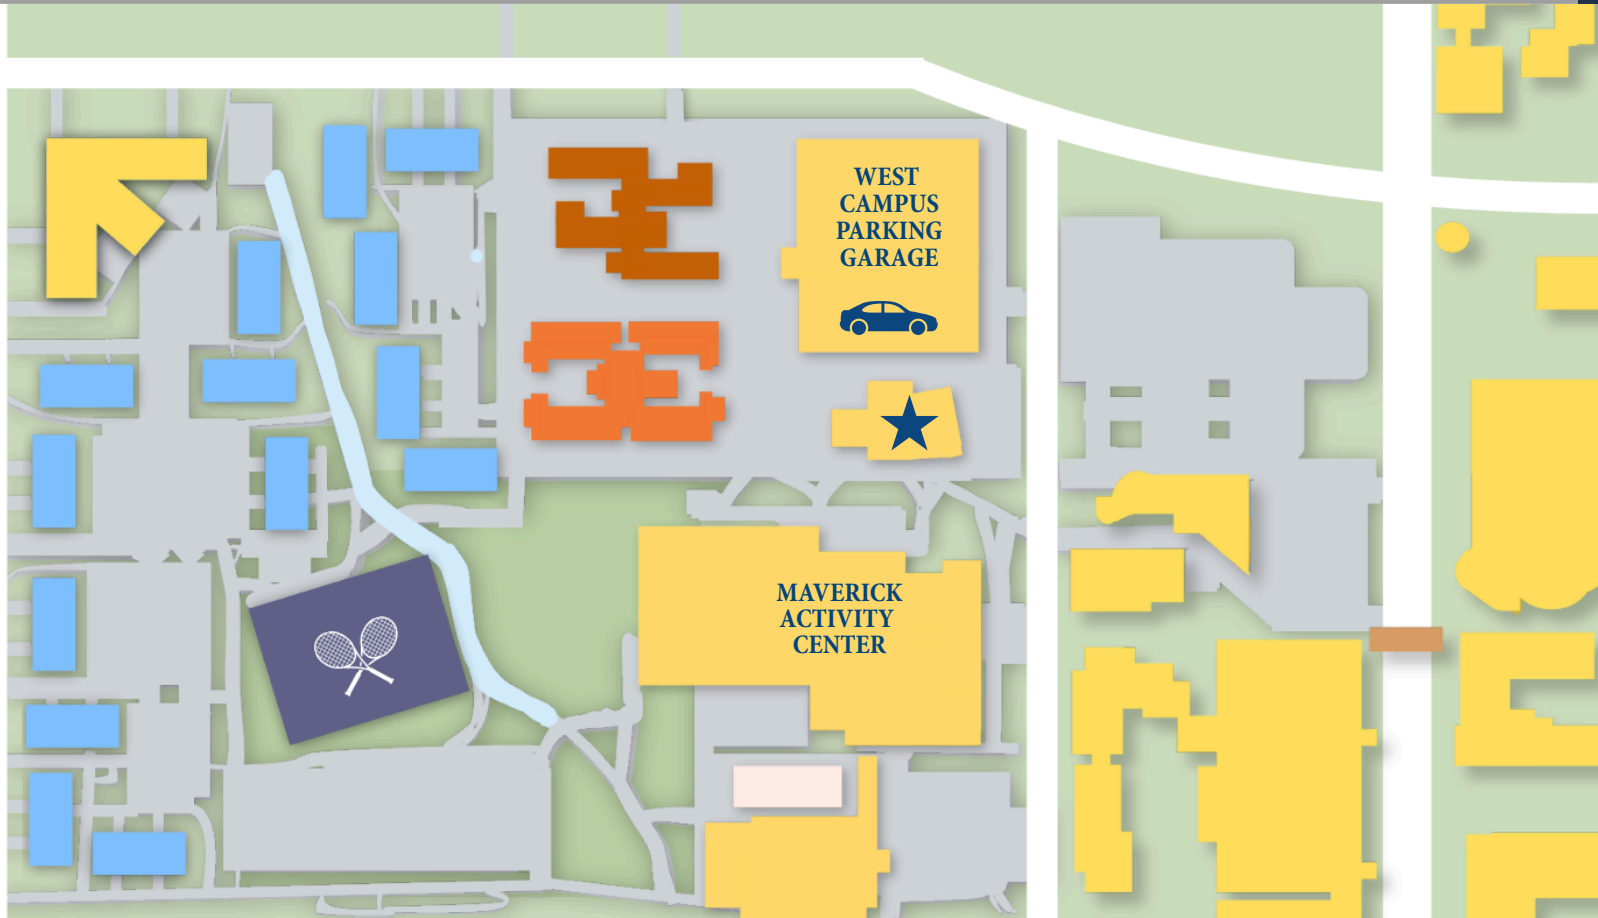 WEST
CAMPUS
PARKING
GARAGE
MAVERICK
ACTIVITY
CENTER